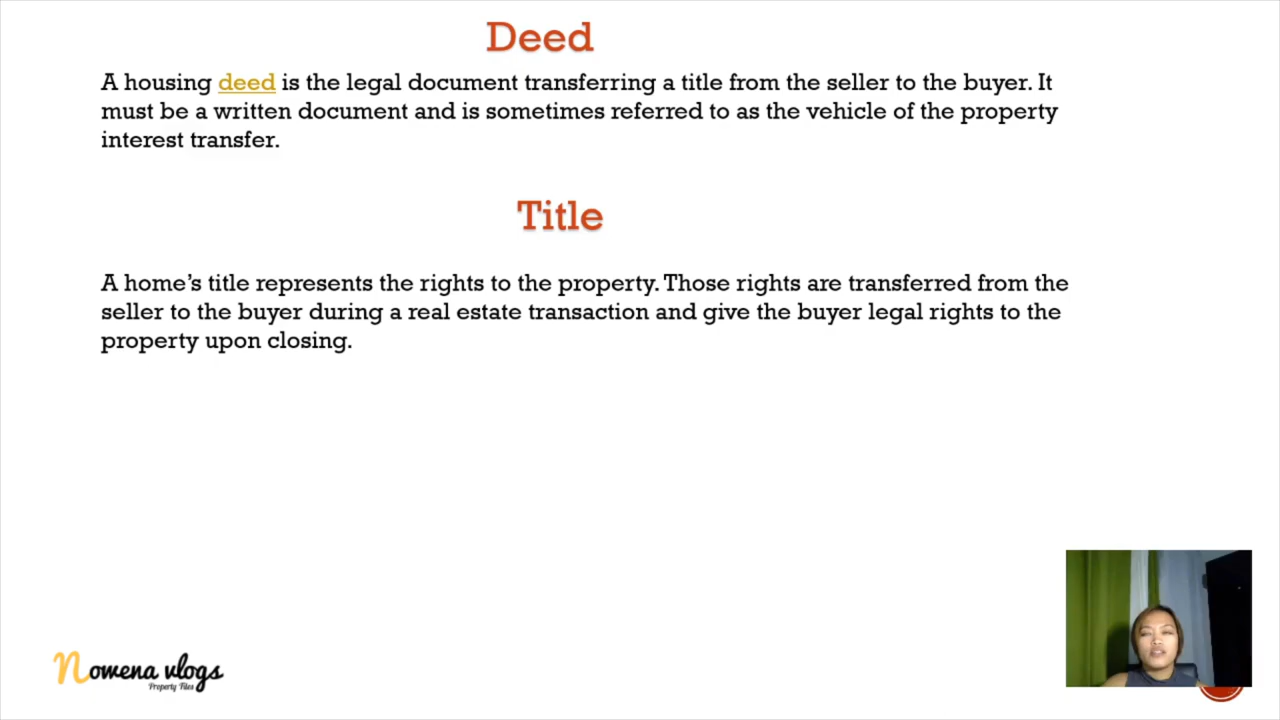 Deed
A housing deed is the legal document transferring a title from the seller to the buyer. It
must be a written document and is sometimes referred to as the vehicle of the property
interest transfer.
Title
A home’s title represents the rights to the property. Those rights are transferred from the
seller to the buyer during a real estate transaction and give the buyer legal rights to the
property upon closing.
Nowena vlogs
Property Files